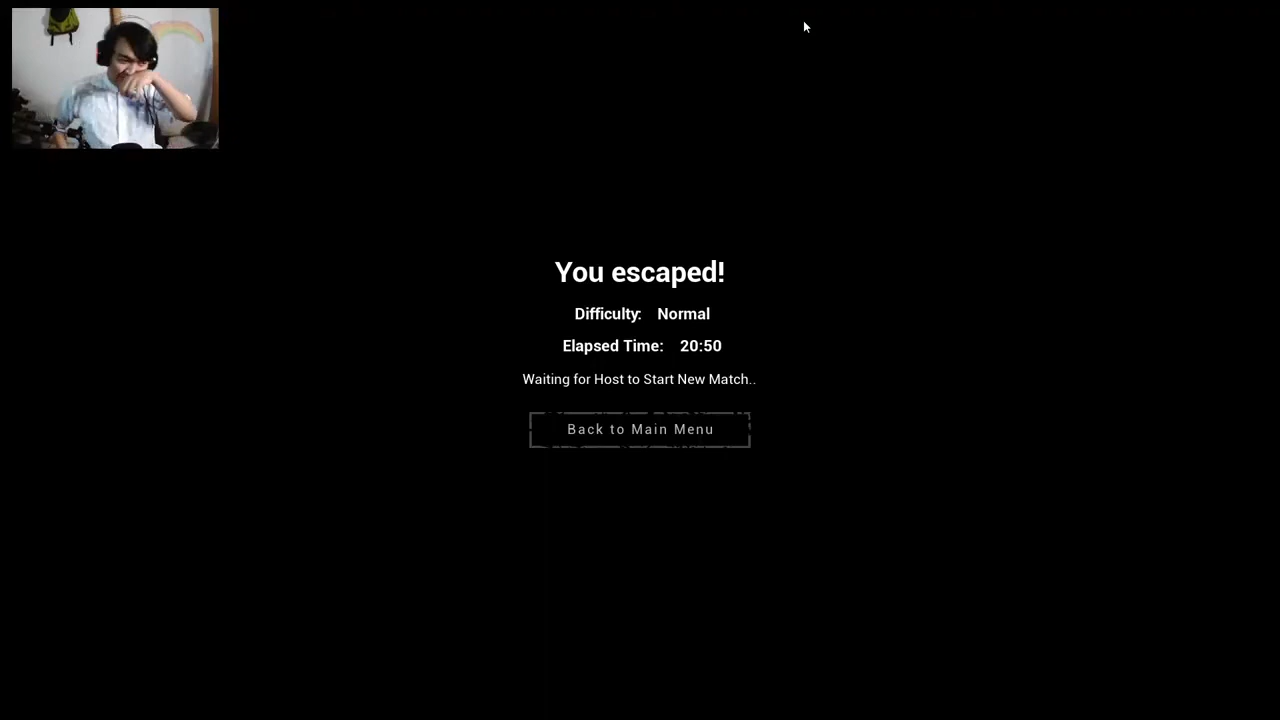 You escaped!
Difficulty: Normal
Elapsed Time: 20:50
Waiting for Host to Start New Match..
Back to Main Menu